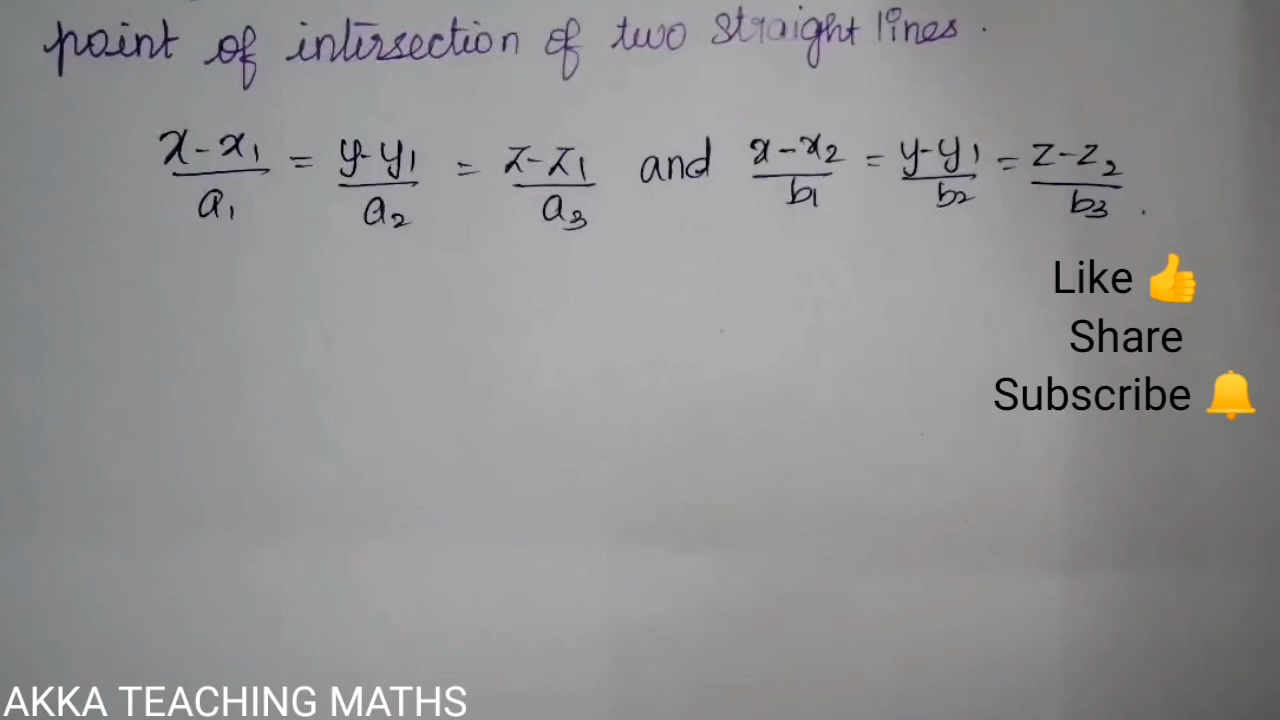 point of intersection of two straight lines.
x-x₁/a₁ = y-y₁/a₂ = z-z₁/a₃ and x-x₂/b₁ = y-y₁/b₂ = z-z₂/b₃.
Like 👍
Share
Subscribe 🔔
AKKA TEACHING MATHS